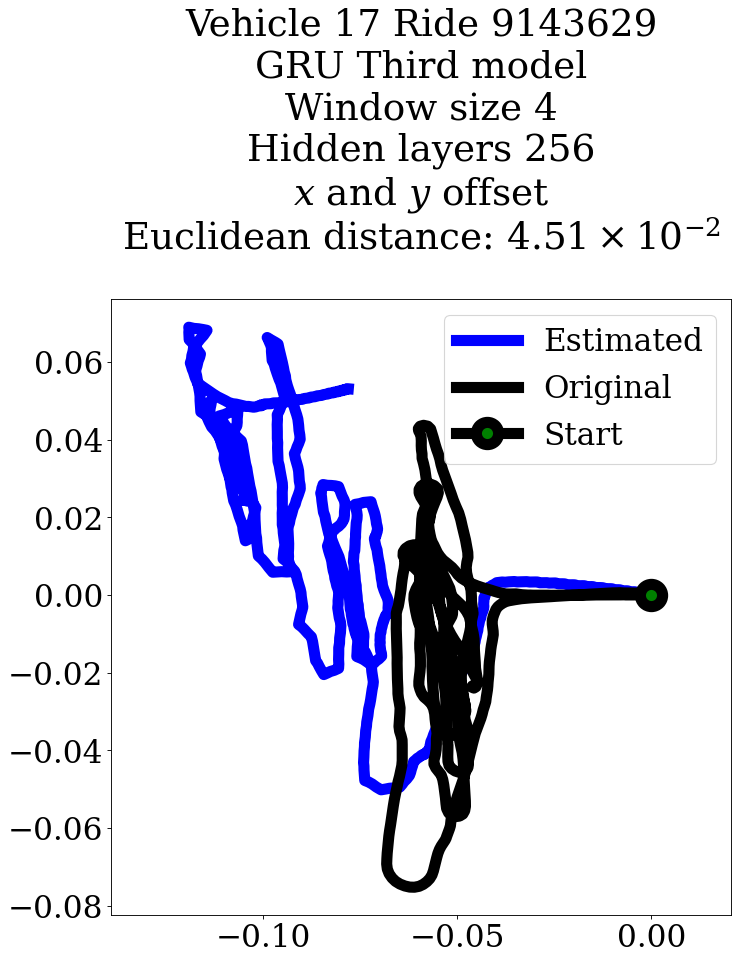 Vehicle 17 Ride 9143629
GRU Third model
Window size 4
Hidden layers 256
x and y offset
Euclidean distance: 4.51 × 10⁻²
Estimated
Original
Start
0.06
0.04
0.02
0.00
−0.02
−0.04
−0.06
−0.08
−0.10 −0.05 0.00